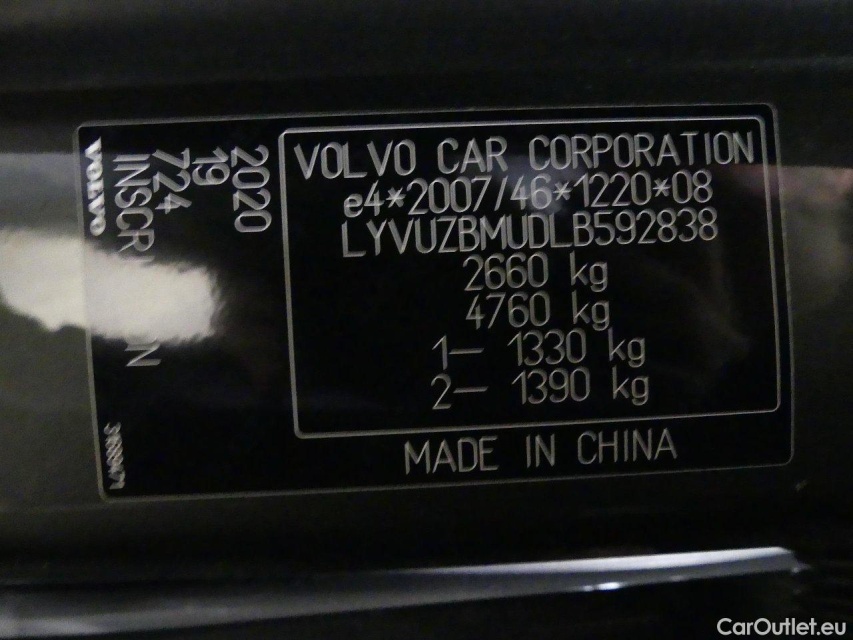 VOLVO CAR CORPORATION
e4*2007/46*1220*08
LYVUZBMUDLB592838
2660 kg
4760 kg
1– 1330 kg
2– 1390 kg
MADE IN CHINA
2020
19
724
VOLVO
CarOutlet.eu